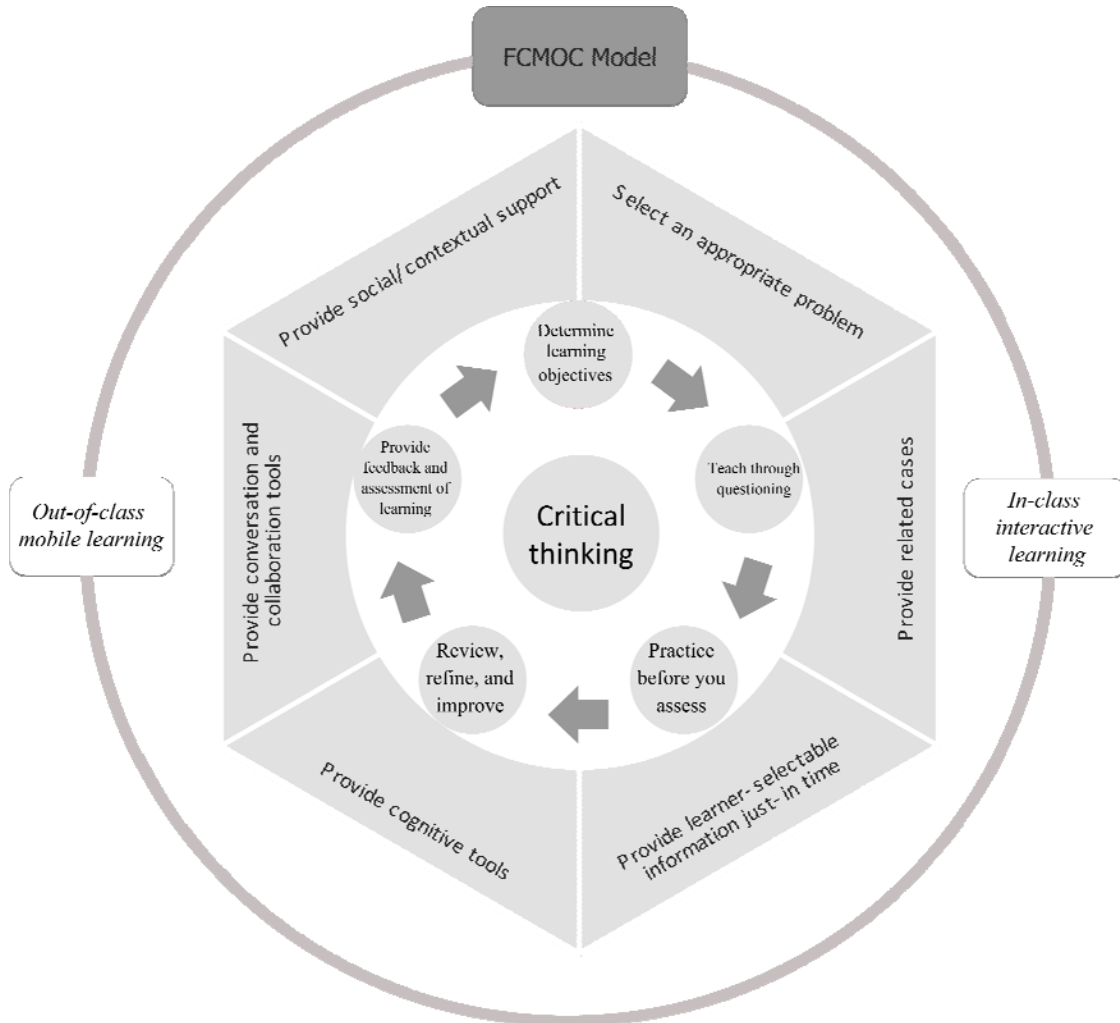 FCMOC Model
Provide social/contextual support
Select an appropriate problem
Determine
learning
objectives
Provide
feedback and
assessment of
learning
Teach through
questioning
Provide conversation and
collaboration tools
Out-of-class
mobile learning
Critical
thinking
Provide related cases
In-class
interactive
learning
Review,
refine, and
improve
Practice
before you
assess
Provide cognitive tools
Provide learner- selectable
information just- in time